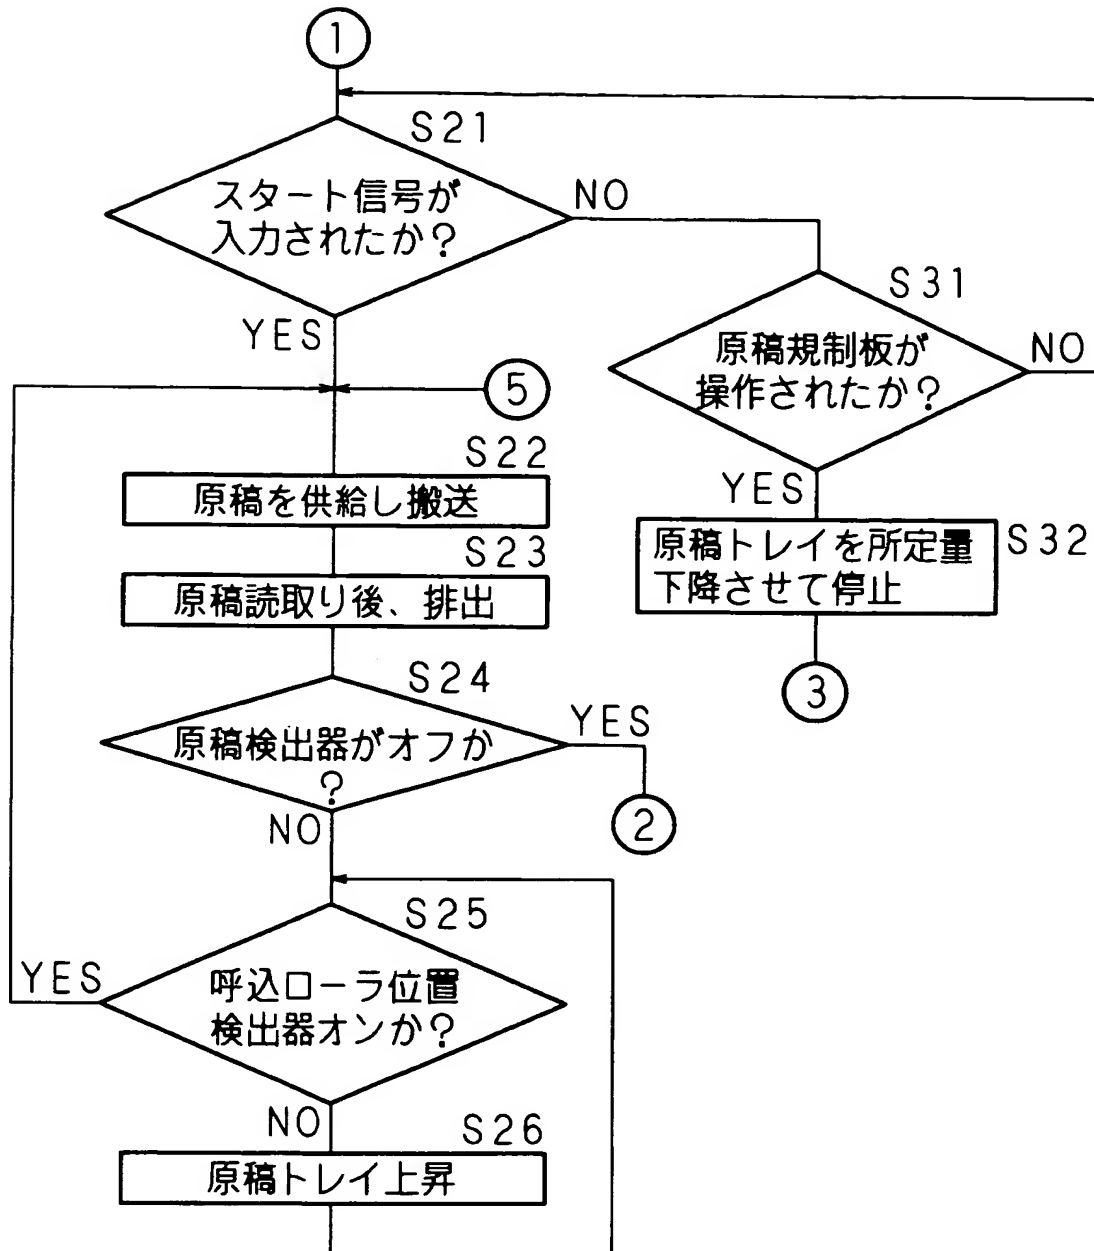 1
S21
スタート信号が
入力されたか?
NO
YES
S31
原稿規制板が
操作されたか?
NO
YES
5
S22
原稿を供給し搬送
S32
原稿トレイを所定量
下降させて停止
S23
原稿読取り後、排出
3
S24
原稿検出器がオフか
?
YES
NO
2
S25
呼込ローラ位置
検出器オンか?
YES
NO
S26
原稿トレイ上昇